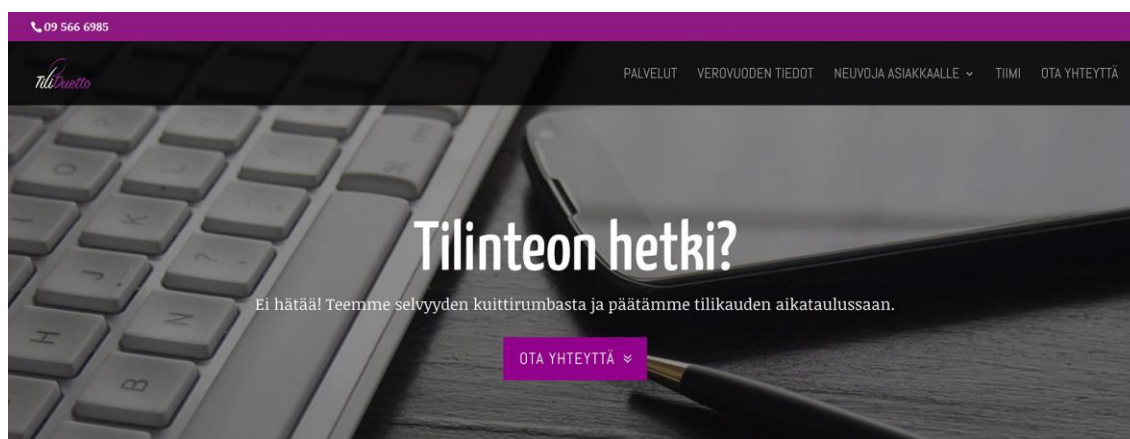 09 566 6985
TiliDuetto
PALVELUT VEROVUODEN TIEDOT NEUVOJA ASIAKKAALLE TIIMI OTA YHTEYTTÄ
Tilinteon hetki?
Ei hätää! Teemme selvyyden kuittirumbasta ja päätämme tilikauden aikataulussaan.
OTA YHTEYTTÄ